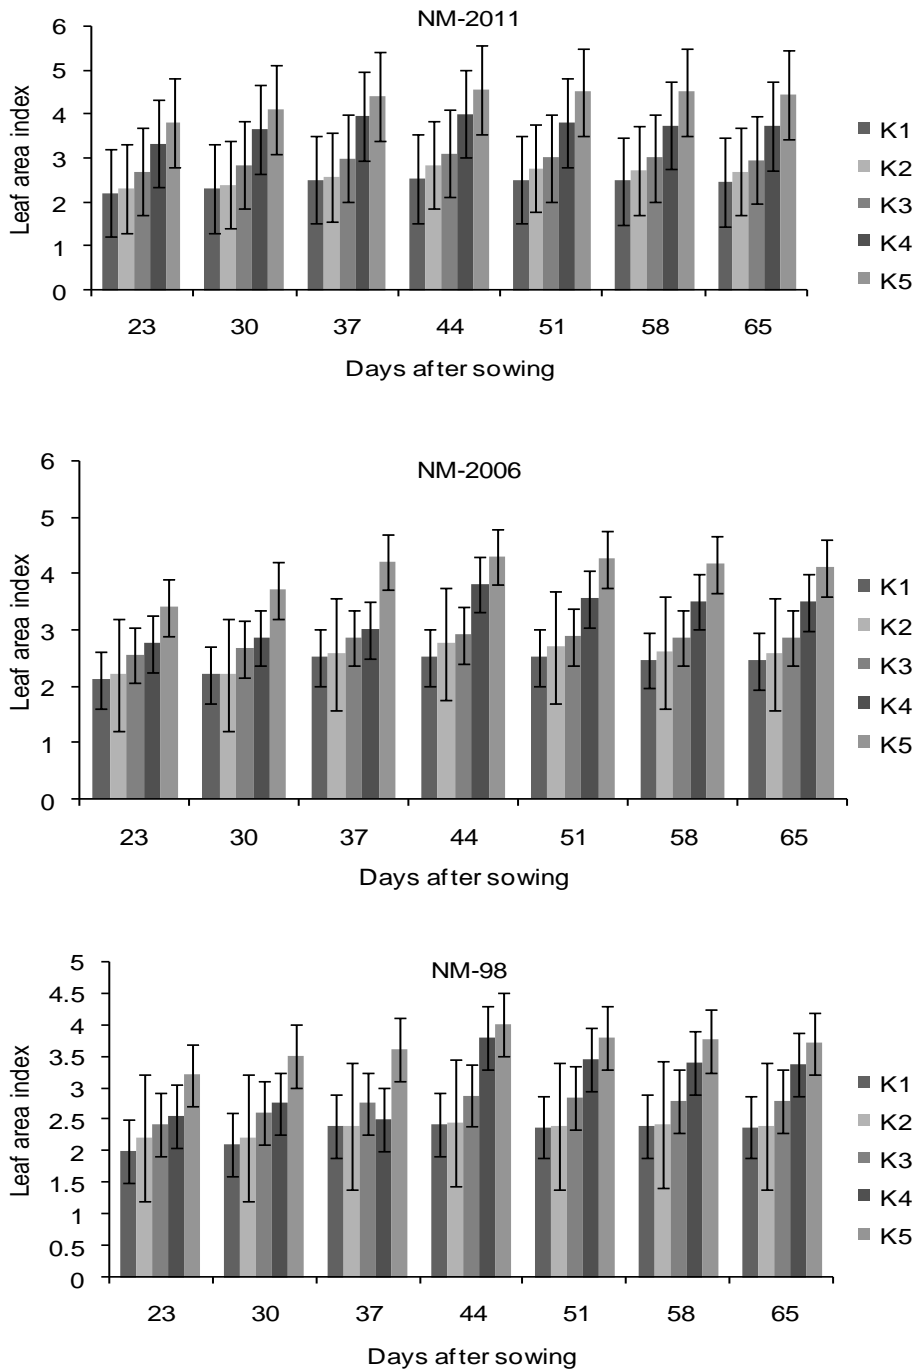 NM-2011
6
5
4
3
2
1
0
Leaf area index
23 30 37 44 51 58 65
Days after sowing
K1
K2
K3
K4
K5
NM-2006
6
5
4
3
2
1
0
Leaf area index
23 30 37 44 51 58 65
Days after sowing
K1
K2
K3
K4
K5
NM-98
5
4.5
4
3.5
3
2.5
2
1.5
1
0.5
0
Leaf area index
23 30 37 44 51 58 65
Days after sowing
K1
K2
K3
K4
K5